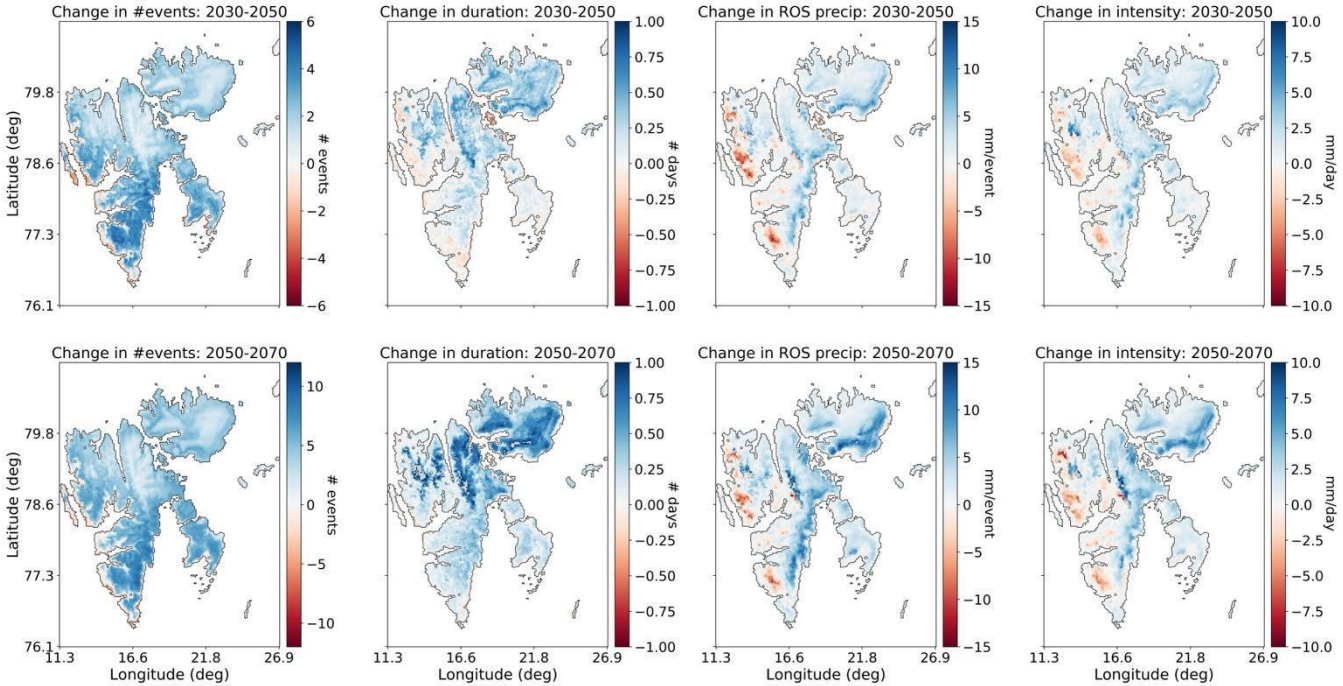 Change in #events: 2030-2050
6
4
2
0
−2
−4
−6
# events
Latitude (deg)
79.8
78.6
77.3
76.1
Change in duration: 2030-2050
1.00
0.75
0.50
0.25
0.00
−0.25
−0.50
−0.75
−1.00
# days
Change in ROS precip: 2030-2050
15
10
5
0
−5
−10
−15
mm/event
Change in intensity: 2030-2050
10.0
7.5
5.0
2.5
0.0
−2.5
−5.0
−7.5
−10.0
mm/day
Change in #events: 2050-2070
10
5
0
−5
−10
# events
Latitude (deg)
79.8
78.6
77.3
76.1
11.3 16.6 21.8 26.9
Longitude (deg)
Change in duration: 2050-2070
1.00
0.75
0.50
0.25
0.00
−0.25
−0.50
−0.75
−1.00
# days
11.3 16.6 21.8 26.9
Longitude (deg)
Change in ROS precip: 2050-2070
15
10
5
0
−5
−10
−15
mm/event
11.3 16.6 21.8 26.9
Longitude (deg)
Change in intensity: 2050-2070
10.0
7.5
5.0
2.5
0.0
−2.5
−5.0
−7.5
−10.0
mm/day
11.3 16.6 21.8 26.9
Longitude (deg)